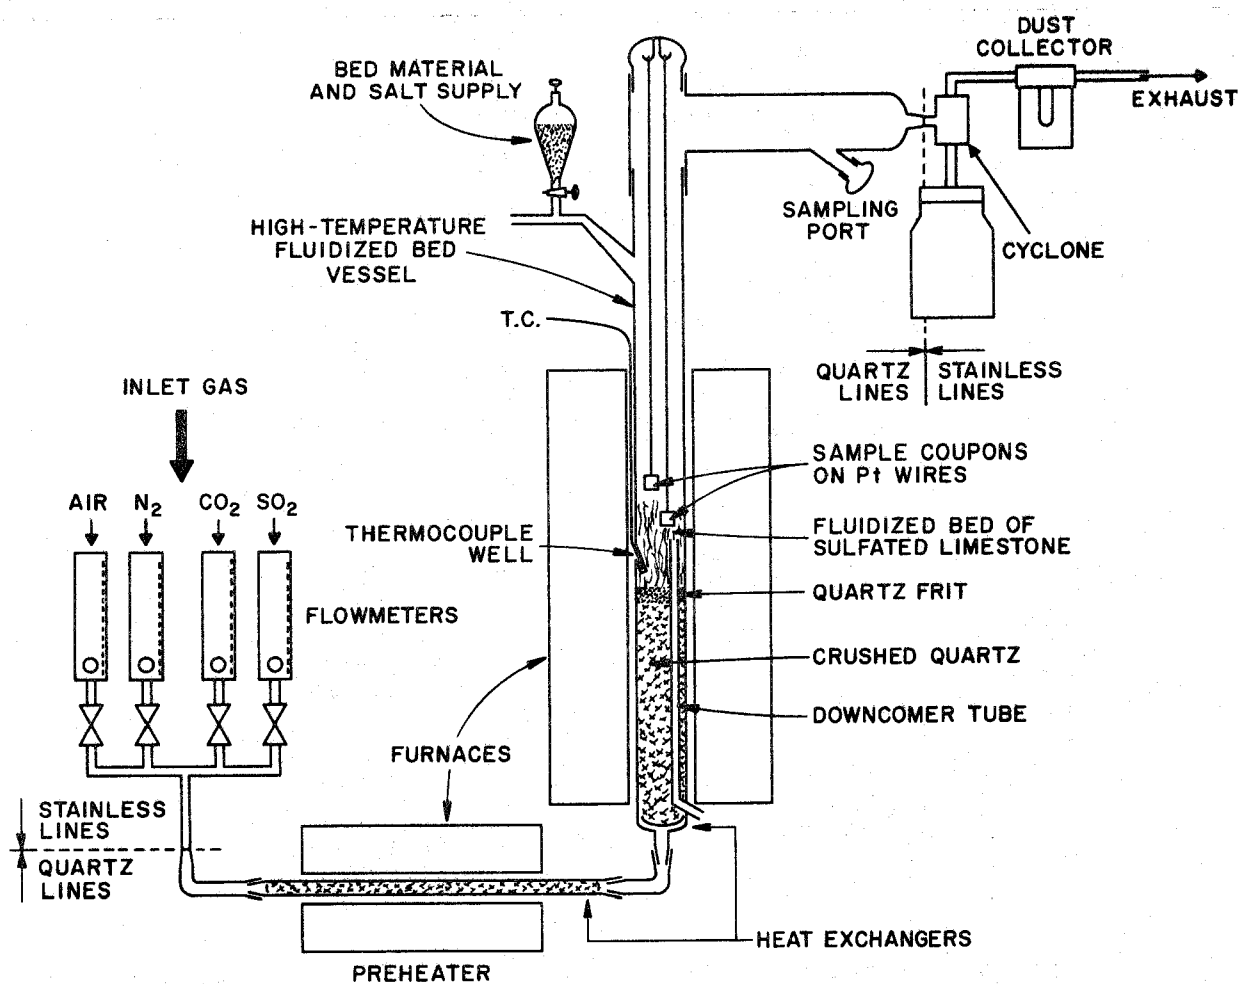 DUST
COLLECTOR
EXHAUST
BED MATERIAL
AND SALT SUPPLY
SAMPLING
PORT
CYCLONE
HIGH-TEMPERATURE
FLUIDIZED BED
VESSEL
T.C.
QUARTZ
LINES
STAINLESS
LINES
INLET GAS
AIR N2 CO2 SO2
SAMPLE COUPONS
ON Pt WIRES
THERMOCOUPLE
WELL
FLUIDIZED BED OF
SULFATED LIMESTONE
QUARTZ FRIT
FLOWMETERS
CRUSHED QUARTZ
DOWNCOMER TUBE
FURNACES
STAINLESS
LINES
QUARTZ
LINES
HEAT EXCHANGERS
PREHEATER